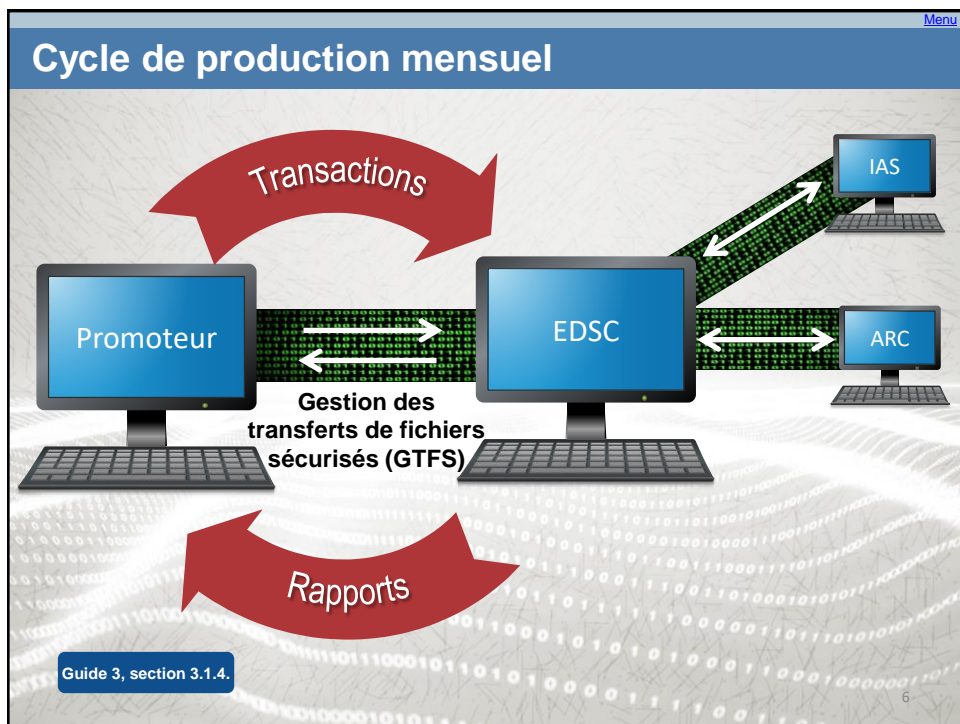 Menu
Cycle de production mensuel
Transactions
IAS
Promoteur
EDSC
ARC
Gestion des
transferts de fichiers
sécurisés (GTFS)
Rapports
Guide 3, section 3.1.4.
6